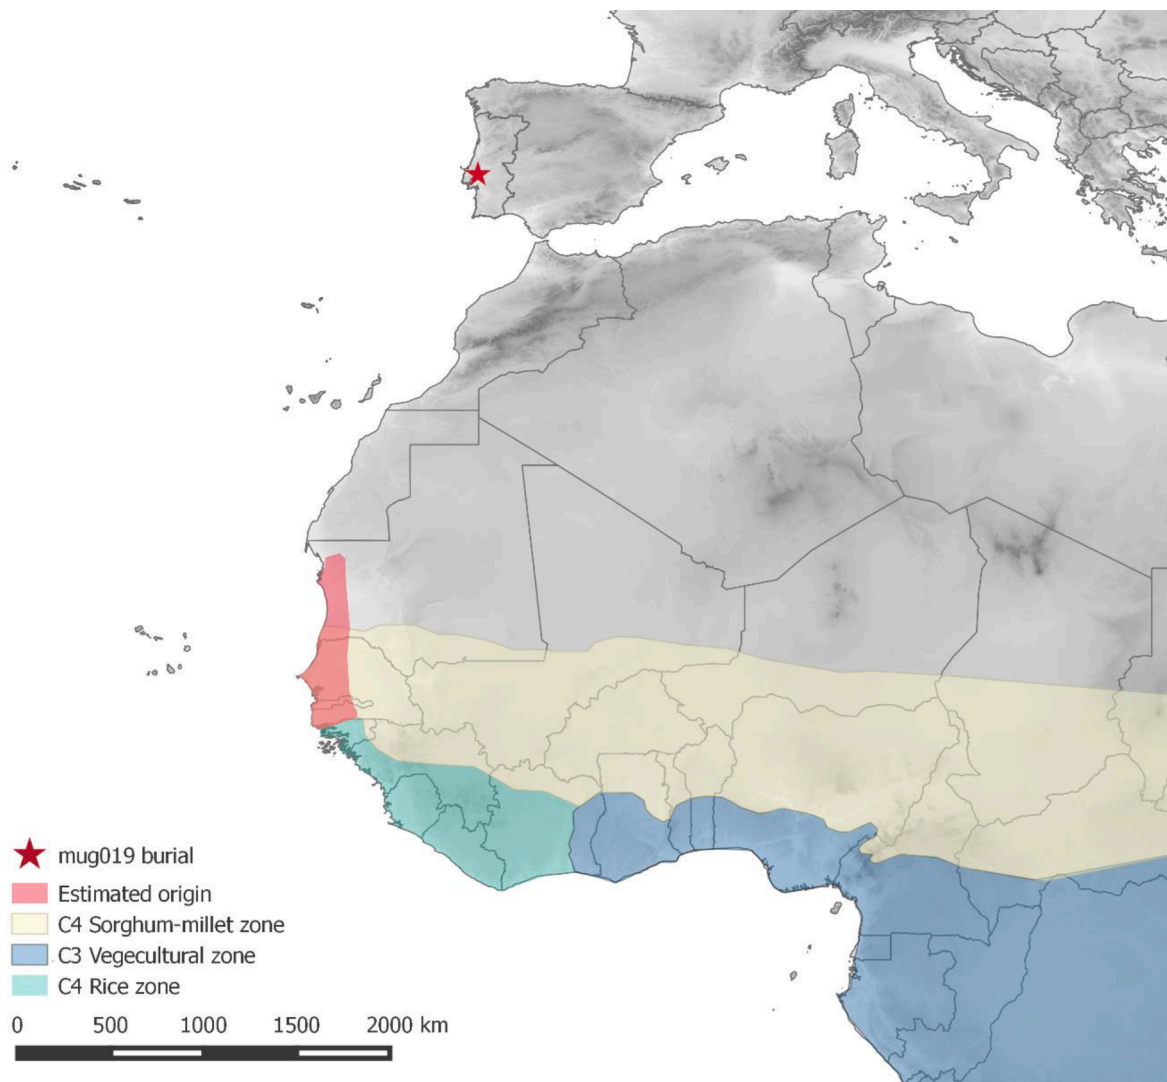 mug019 burial
Estimated origin
C4 Sorghum-millet zone
C3 Vegecultural zone
C4 Rice zone
0 500 1000 1500 2000 km